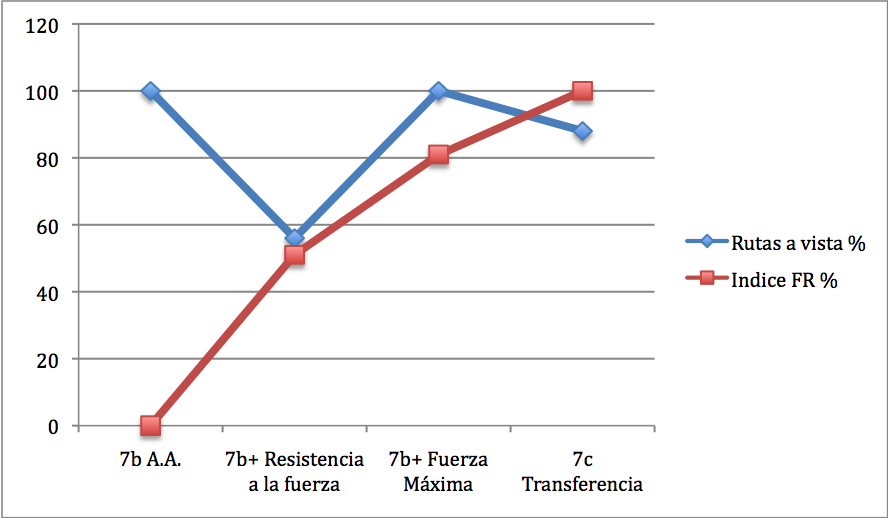 120
100
80
60
40
20
0
7b A.A.
7b+ Resistencia
a la fuerza
7b+ Fuerza
Máxima
7c
Transferencia
Rutas a vista %
Indice FR %